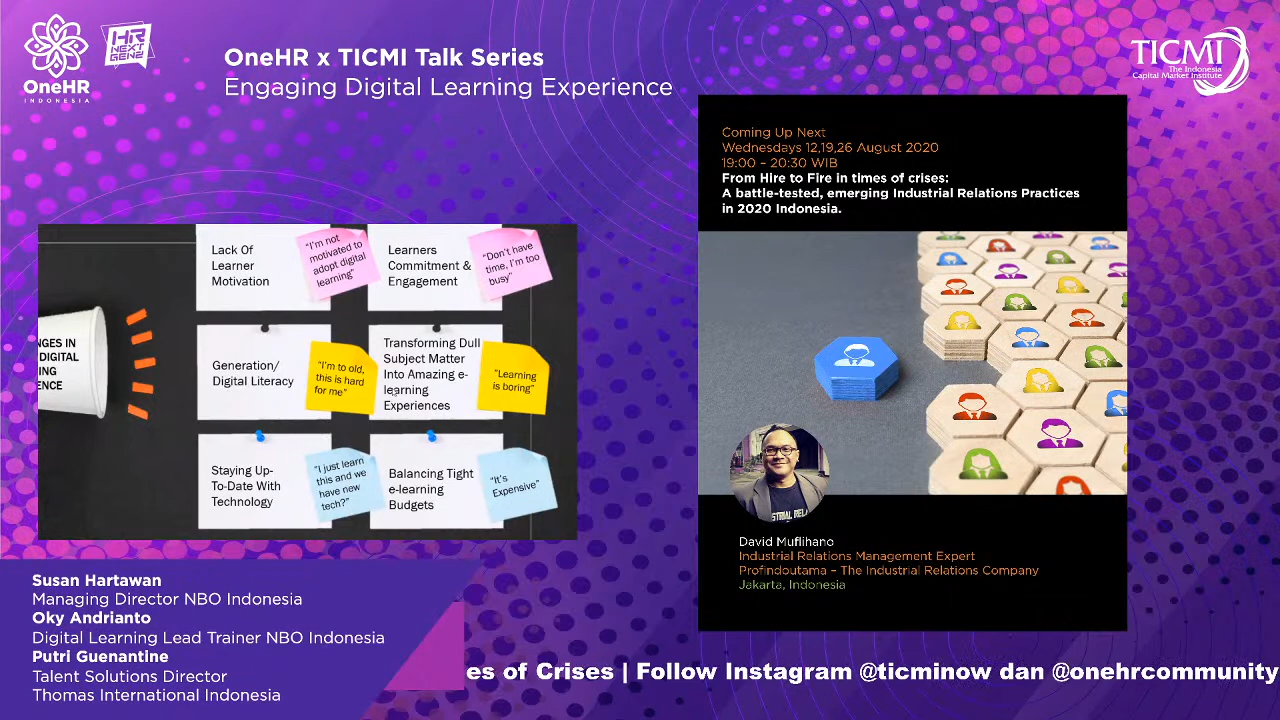 OneHR
INDONESIA
HR
NEXT
GEN
OneHR x TICMI Talk Series
Engaging Digital Learning Experience
TICMI
The Indonesia
Capital Market Institute
Coming Up Next
Wednesdays 12,19,26 August 2020
19:00 – 20:30 WIB
From Hire to Fire in times of crises:
A battle-tested, emerging Industrial Relations Practices
in 2020 Indonesia.
NGES IN
DIGITAL
ING
ENCE
Lack Of
Learner
Motivation
"I'm not
motivated to
adopt digital
learning"
Learners
Commitment &
Engagement
"Don't have
time, I'm too
busy"
Generation/
Digital Literacy
"I'm to old,
this is hard
for me"
Transforming Dull
Subject Matter
Into Amazing e-
learning
Experiences
"Learning
is boring"
Staying Up-
To-Date With
Technology
"I just learn
this and we
have new
tech?"
Balancing Tight
e-learning
Budgets
"It's
Expensive"
David Muflihano
Industrial Relations Management Expert
Profindoutama – The Industrial Relations Company
Jakarta, Indonesia
Susan Hartawan
Managing Director NBO Indonesia
Oky Andrianto
Digital Learning Lead Trainer NBO Indonesia
Putri Guenantine
Talent Solutions Director
Thomas International Indonesia
es of Crises | Follow Instagram @ticminow dan @onehrcommunity